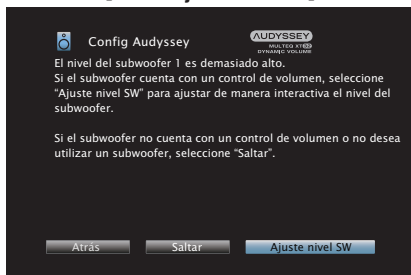 Config Audyssey
AUDYSSEY
MULTEQ XT32
DYNAMIC VOLUME
El nivel del subwoofer 1 es demasiado alto.
Si el subwoofer cuenta con un control de volumen, seleccione
“Ajuste nivel SW” para ajustar de manera interactiva el nivel del
subwoofer.
Si el subwoofer no cuenta con un control de volumen o no desea
utilizar un subwoofer, seleccione “Saltar”.
Atrás Saltar Ajuste nivel SW